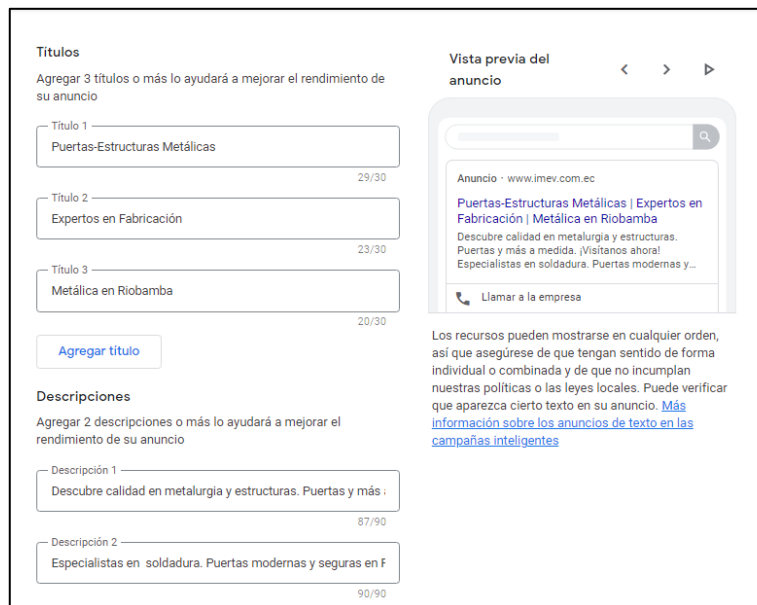 Títulos
Agregar 3 títulos o más lo ayudará a mejorar el rendimiento de
su anuncio
Título 1
Puertas-Estructuras Metálicas
29/30
Título 2
Expertos en Fabricación
23/30
Título 3
Metálica en Riobamba
20/30
Agregar título
Descripciones
Agregar 2 descripciones o más lo ayudará a mejorar el
rendimiento de su anuncio
Descripción 1
Descubre calidad en metalurgia y estructuras. Puertas y más
87/90
Descripción 2
Especialistas en  soldadura. Puertas modernas y seguras en
90/90
Vista previa del
anuncio
Anuncio · www.imev.com.ec
Puertas-Estructuras Metálicas | Expertos en
Fabricación | Metálica en Riobamba
Descubre calidad en metalurgia y estructuras.
Puertas y más a medida. ¡Visítanos ahora!
Especialistas en soldadura. Puertas modernas y...
Llamar a la empresa
Los recursos pueden mostrarse en cualquier orden,
así que asegúrese de que tengan sentido de forma
individual o combinada y de que no incumplan
nuestras políticas o las leyes locales. Puede verificar
que aparezca cierto texto en su anuncio. Más
información sobre los anuncios de texto en las
campañas inteligentes